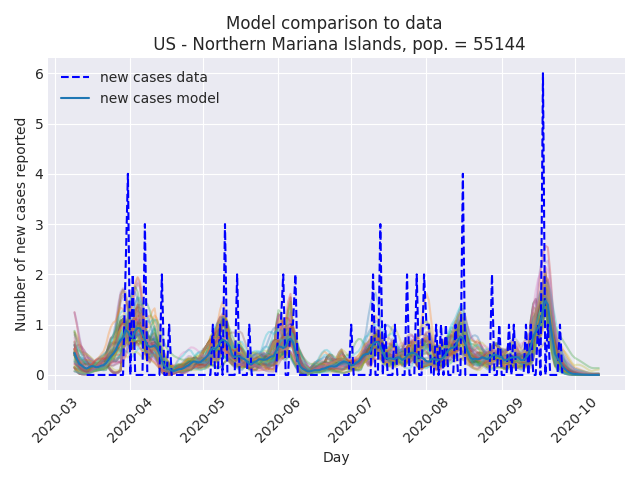 Model comparison to data
US - Northern Mariana Islands, pop. = 55144
new cases data
new cases model
Number of new cases reported
6
5
4
3
2
1
0
2020-03
2020-04
2020-05
2020-06
2020-07
2020-08
2020-09
2020-10
Day